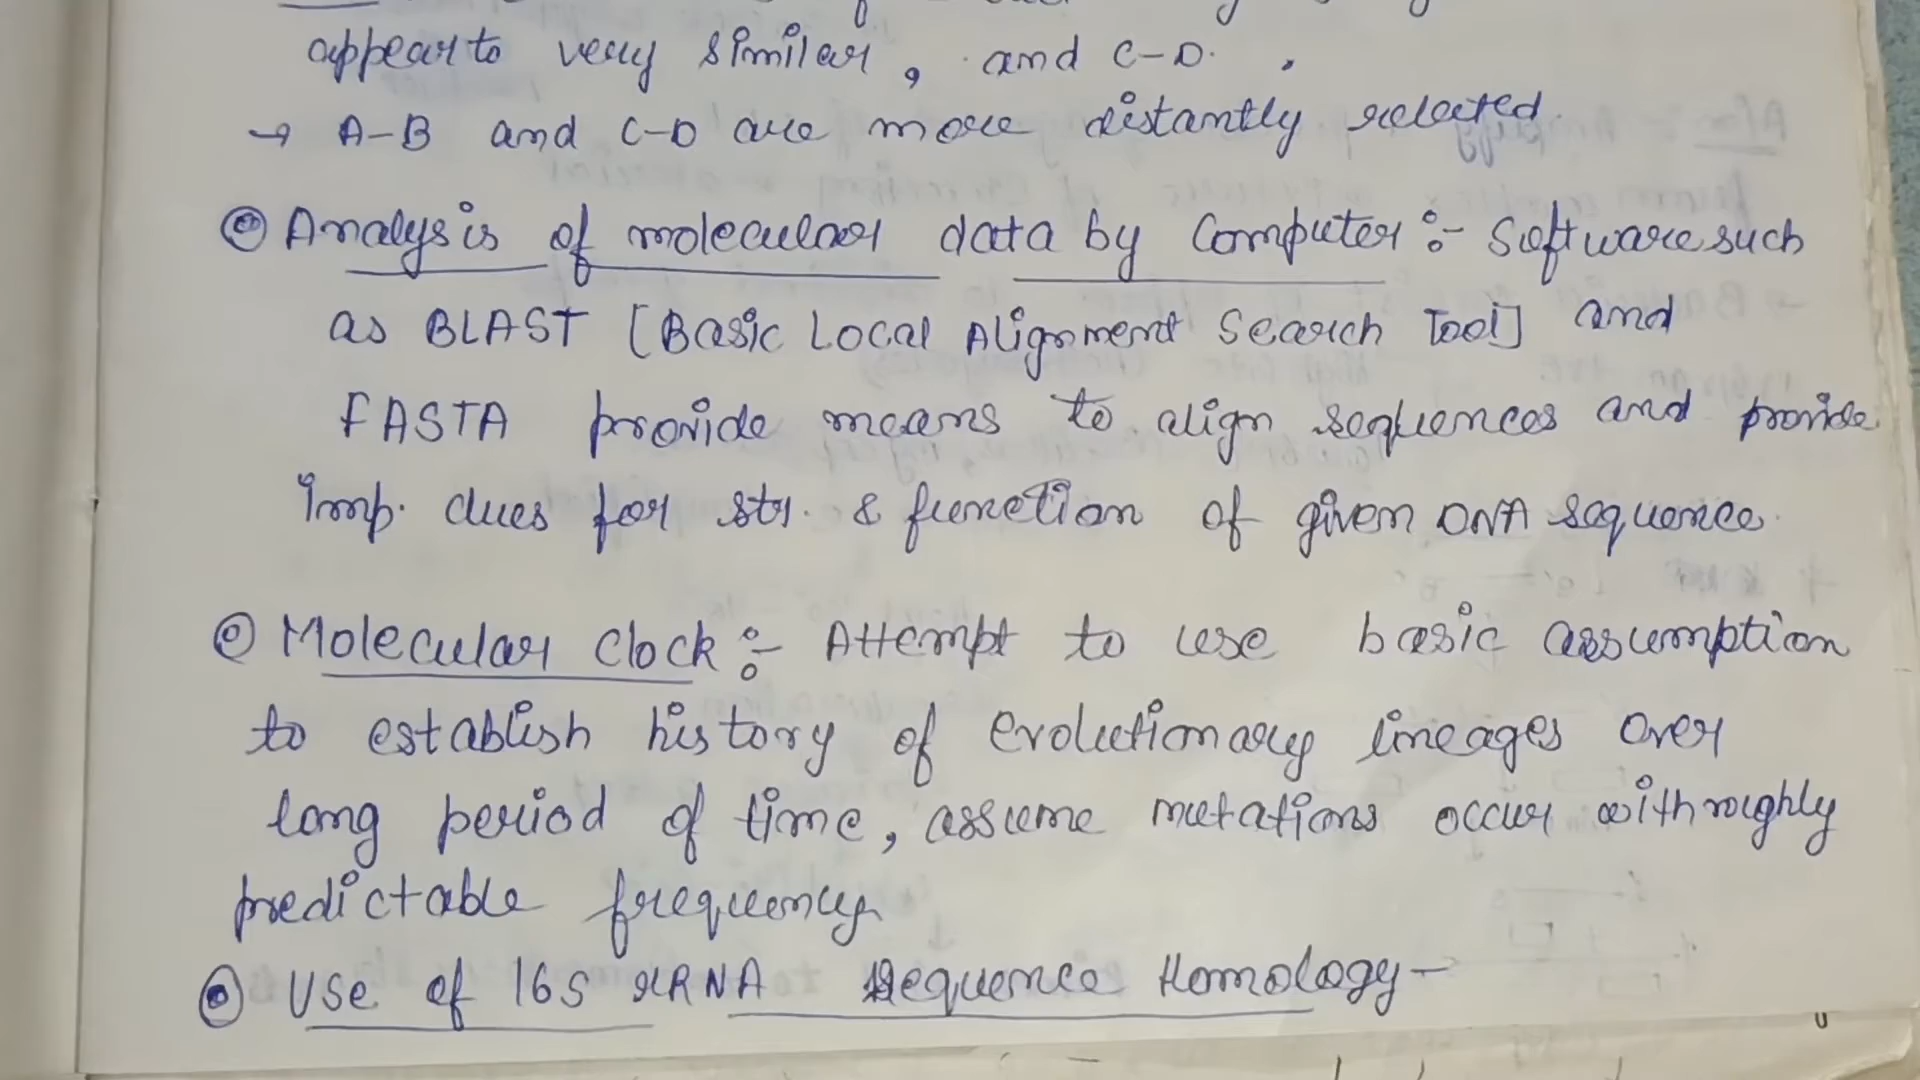 appear to very similar, and C-D.
→ A-B and C-D are more distantly related.
Analysis of molecular data by Computer :- Software such
as BLAST [Basic Local Alignment Search Tool] and
FASTA provide means to align sequences and provide
imp. clues for str. & function of given DNA sequence.
Molecular Clock :- Attempt to use basic assumption
to establish history of evolutionary lineages over
long period of time, assume mutations occur with roughly
predictable frequency.
Use of 16S rRNA Sequence Homology -